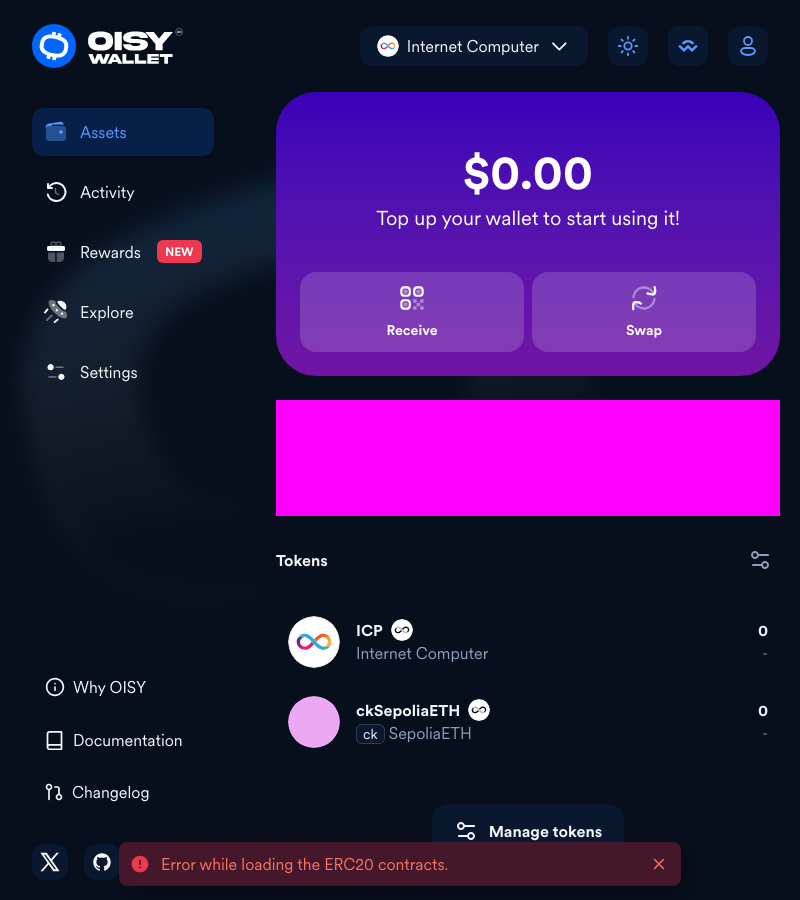 OISY
WALLET
Internet Computer
Assets
Activity
Rewards NEW
Explore
Settings
$0.00
Top up your wallet to start using it!
Receive
Swap
Tokens
ICP
Internet Computer
0
-
ckSepoliaETH
ck SepoliaETH
0
-
Manage tokens
Why OISY
Documentation
Changelog
Error while loading the ERC20 contracts.